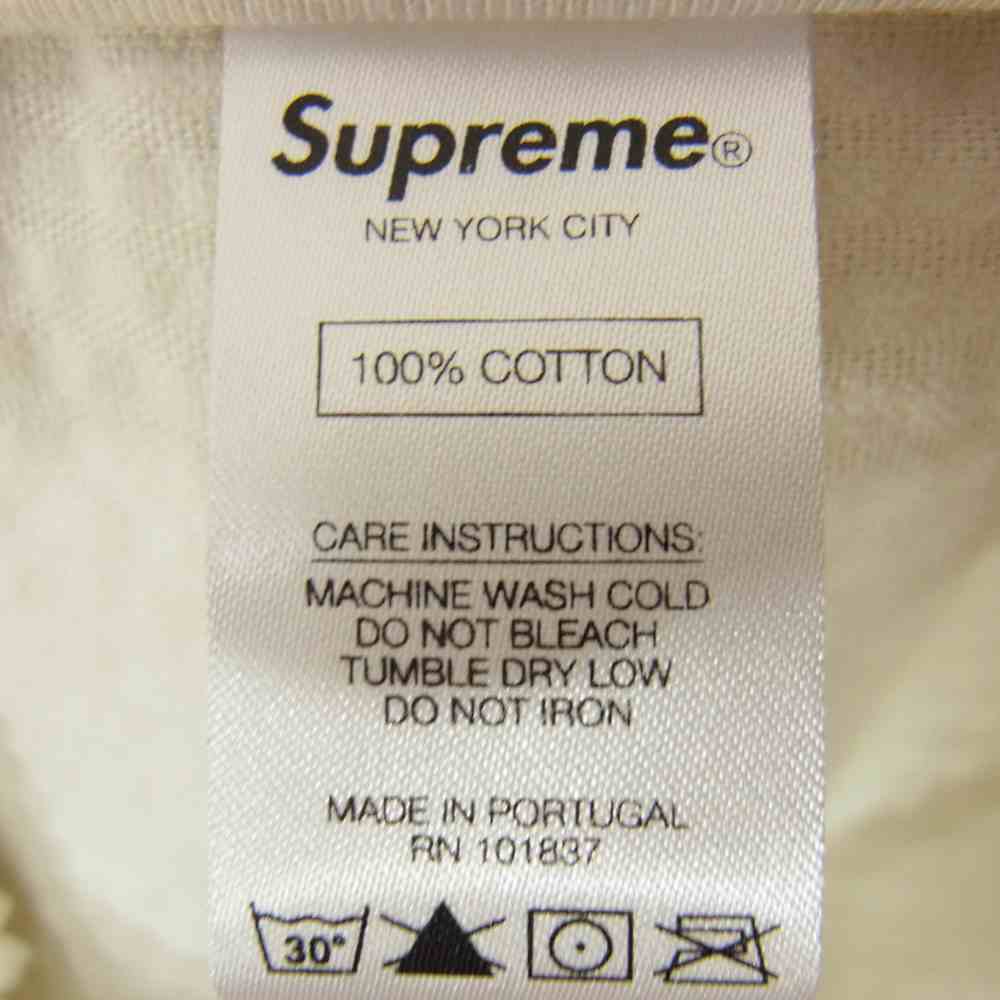 Supreme®
NEW YORK CITY
100% COTTON
CARE INSTRUCTIONS:
MACHINE WASH COLD
DO NOT BLEACH
TUMBLE DRY LOW
DO NOT IRON
MADE IN PORTUGAL
RN 101837
30°